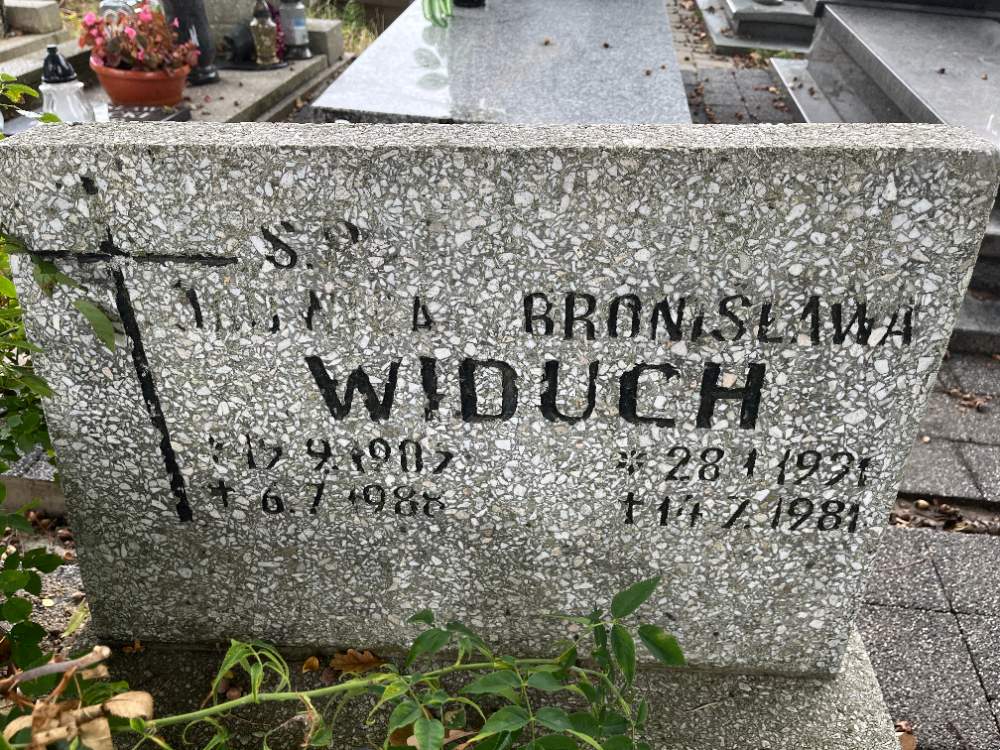 Ś.P.
BRONISŁAWA
WIDUCH
* 28.1.1931
✝ 6.7.1988 ✝ 14.7.1981